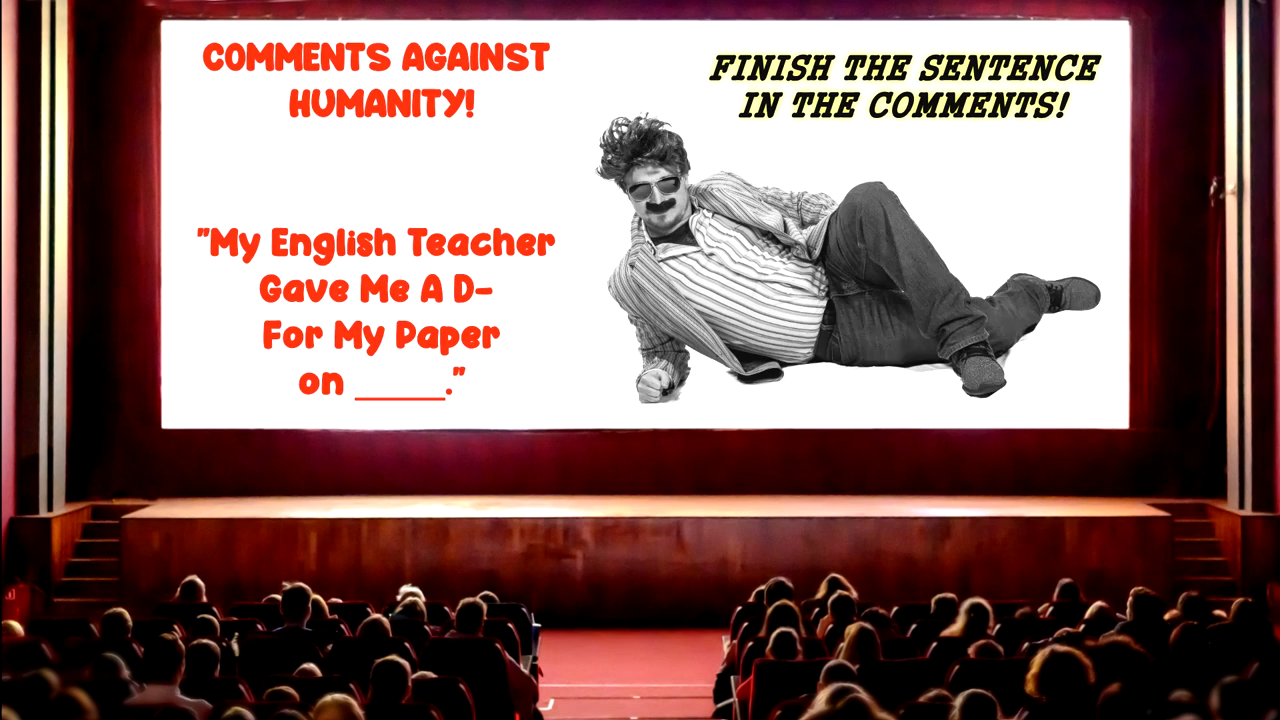 COMMENTS AGAINST
HUMANITY!
FINISH THE SENTENCE
IN THE COMMENTS!
"My English Teacher
Gave Me A D-
For My Paper
on _____."